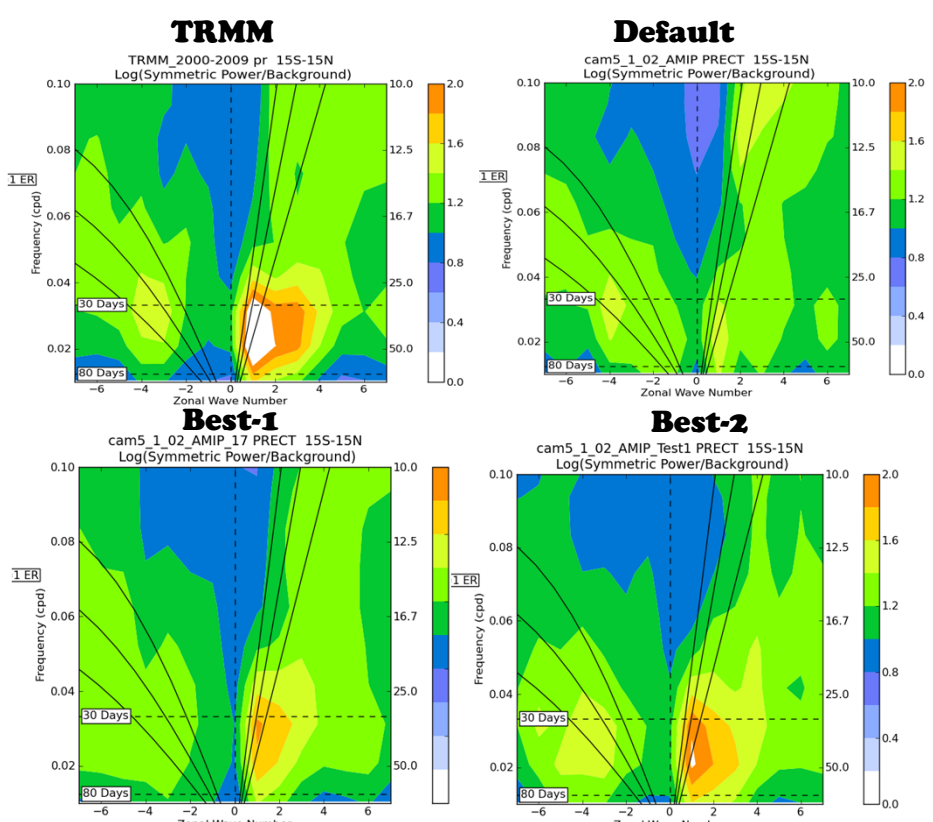 TRMM
TRMM_2000-2009 pr 15S-15N
Log(Symmetric Power/Background)
0.10
0.08
0.06
0.04
0.02
10.0
12.5
16.7
25.0
50.0
2.0
1.6
1.2
0.8
0.4
0.0
1 ER
Frequency (cpd)
30 Days
80 Days
−6
−4
−2
0
2
4
6
Zonal Wave Number
Default
cam5_1_02_AMIP PRECT 15S-15N
Log(Symmetric Power/Background)
0.10
0.08
0.06
0.04
0.02
10.0
12.5
16.7
25.0
50.0
2.0
1.6
1.2
0.8
0.4
0.0
1 ER
Frequency (cpd)
30 Days
80 Days
−6
−4
−2
0
2
4
6
Zonal Wave Number
Best-1
cam5_1_02_AMIP_17 PRECT 15S-15N
Log(Symmetric Power/Background)
0.10
0.08
0.06
0.04
0.02
10.0
12.5
16.7
25.0
50.0
1 ER
Frequency (cpd)
30 Days
80 Days
−6
−4
−2
0
2
4
6
Zonal Wave Number
Best-2
cam5_1_02_AMIP_Test1 PRECT 15S-15N
Log(Symmetric Power/Background)
0.10
0.08
0.06
0.04
0.02
10.0
12.5
16.7
25.0
50.0
2.0
1.6
1.2
0.8
0.4
0.0
1 ER
Frequency (cpd)
30 Days
80 Days
−6
−4
−2
0
2
4
6
Zonal Wave Number